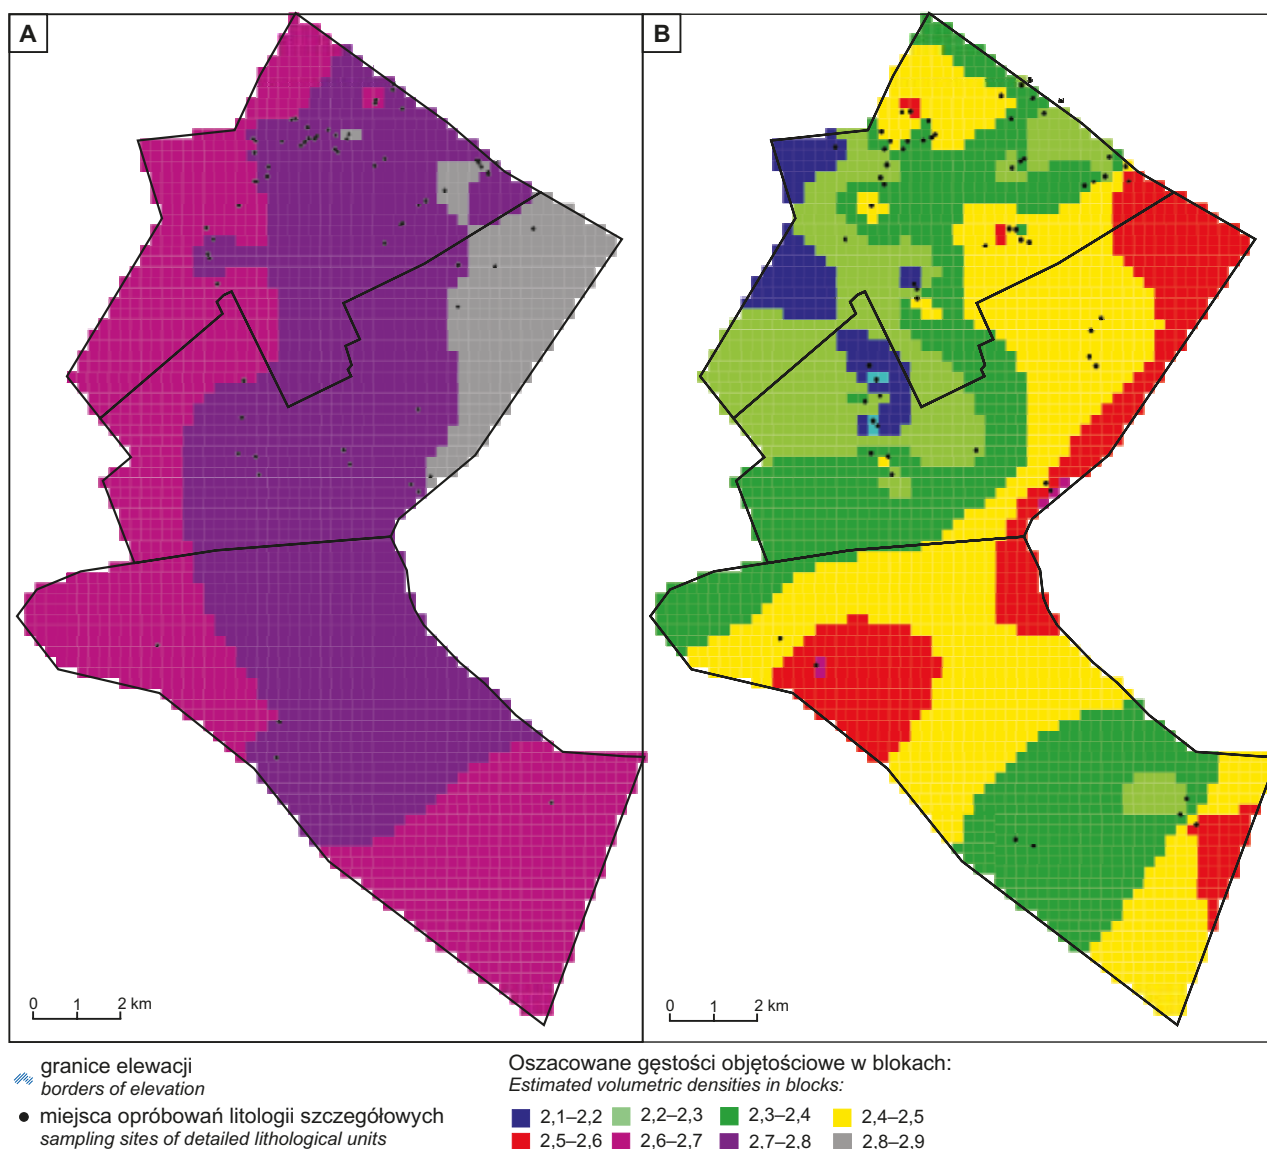 A
B
0 1 2 km
0 1 2 km
granice elewacji
borders of elevation
miejsca opróbowań litologii szczegółowych
sampling sites of detailed lithological units
Oszacowane gęstości objętościowe w blokach:
Estimated volumetric densities in blocks:
2,1–2,2 2,2–2,3 2,3–2,4 2,4–2,5
2,5–2,6 2,6–2,7 2,7–2,8 2,8–2,9